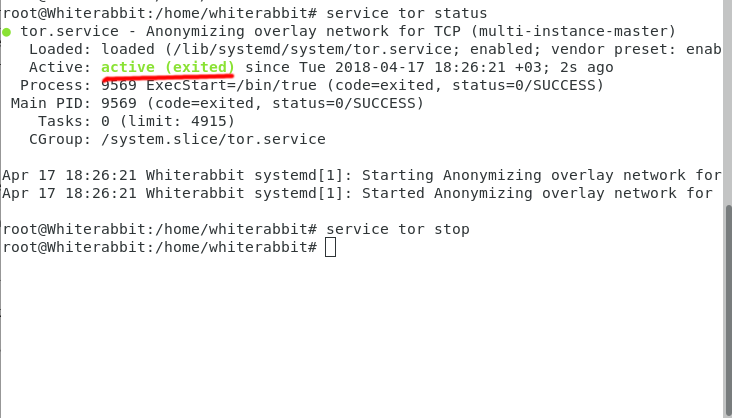 root@Whiterabbit:/home/whiterabbit# service tor status
● tor.service - Anonymizing overlay network for TCP (multi-instance-master)
   Loaded: loaded (/lib/systemd/system/tor.service; enabled; vendor preset: enab
   Active: active (exited) since Tue 2018-04-17 18:26:21 +03; 2s ago
  Process: 9569 ExecStart=/bin/true (code=exited, status=0/SUCCESS)
 Main PID: 9569 (code=exited, status=0/SUCCESS)
    Tasks: 0 (limit: 4915)
   CGroup: /system.slice/tor.service
Apr 17 18:26:21 Whiterabbit systemd[1]: Starting Anonymizing overlay network for
Apr 17 18:26:21 Whiterabbit systemd[1]: Started Anonymizing overlay network for
root@Whiterabbit:/home/whiterabbit# service tor stop
root@Whiterabbit:/home/whiterabbit#